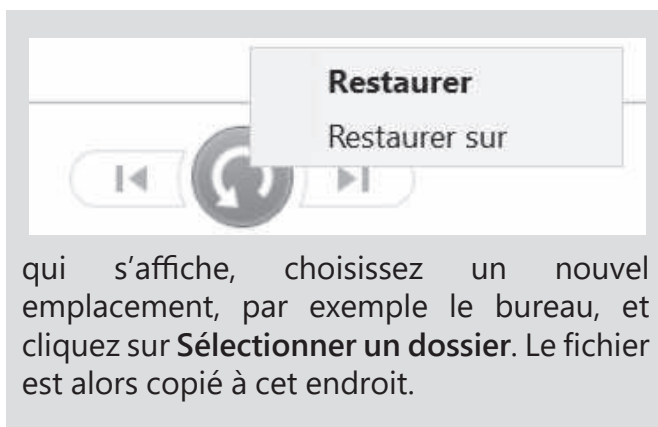 Restaurer
Restaurer sur
qui s'affiche, choisissez un nouvel
emplacement, par exemple le bureau, et
cliquez sur Sélectionner un dossier. Le fichier
est alors copié à cet endroit.